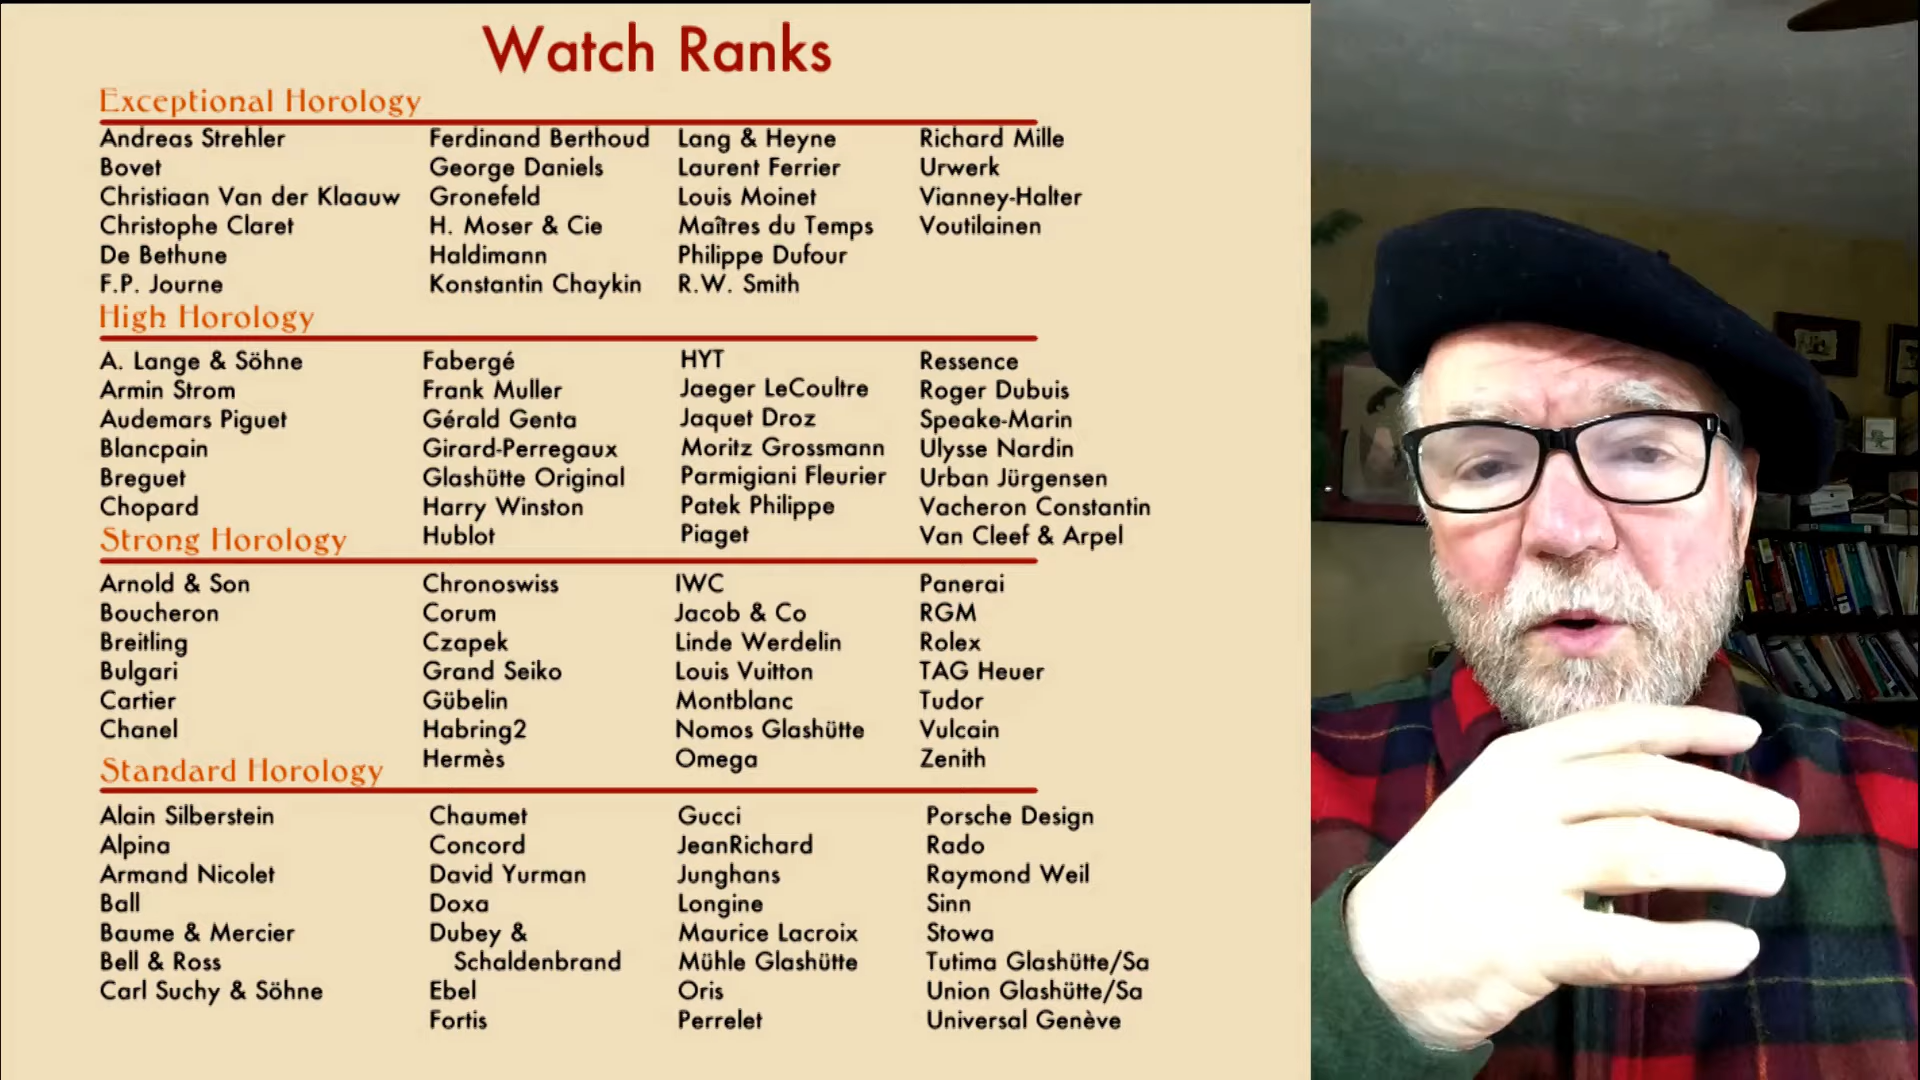 Watch Ranks
Exceptional Horology
Andreas Strehler
Bovet
Christiaan Van der Klaauw
Christophe Claret
De Bethune
F.P. Journe
Ferdinand Berthoud
George Daniels
Gronefeld
H. Moser & Cie
Haldimann
Konstantin Chaykin
Lang & Heyne
Laurent Ferrier
Louis Moinet
Maîtres du Temps
Philippe Dufour
R.W. Smith
Richard Mille
Urwerk
Vianney-Halter
Voutilainen
High Horology
A. Lange & Söhne
Armin Strom
Audemars Piguet
Blancpain
Breguet
Chopard
Fabergé
Frank Muller
Gérald Genta
Girard-Perregaux
Glashütte Original
Harry Winston
Hublot
HYT
Jaeger LeCoultre
Jaquet Droz
Moritz Grossmann
Parmigiani Fleurier
Patek Philippe
Piaget
Ressence
Roger Dubuis
Speake-Marin
Ulysse Nardin
Urban Jürgensen
Vacheron Constantin
Van Cleef & Arpel
Strong Horology
Arnold & Son
Boucheron
Breitling
Bulgari
Cartier
Chanel
Chronoswiss
Corum
Czapek
Grand Seiko
Gübelin
Habring2
Hermès
IWC
Jacob & Co
Linde Werdelin
Louis Vuitton
Montblanc
Nomos Glashütte
Omega
Panerai
RGM
Rolex
TAG Heuer
Tudor
Vulcain
Zenith
Standard Horology
Alain Silberstein
Alpina
Armand Nicolet
Ball
Baume & Mercier
Bell & Ross
Carl Suchy & Söhne
Chaumet
Concord
David Yurman
Doxa
Dubey &
Schaldenbrand
Ebel
Fortis
Gucci
JeanRichard
Junghans
Longine
Maurice Lacroix
Mühle Glashütte
Oris
Perrelet
Porsche Design
Rado
Raymond Weil
Sinn
Stowa
Tutima Glashütte/Sa
Union Glashütte/Sa
Universal Genève